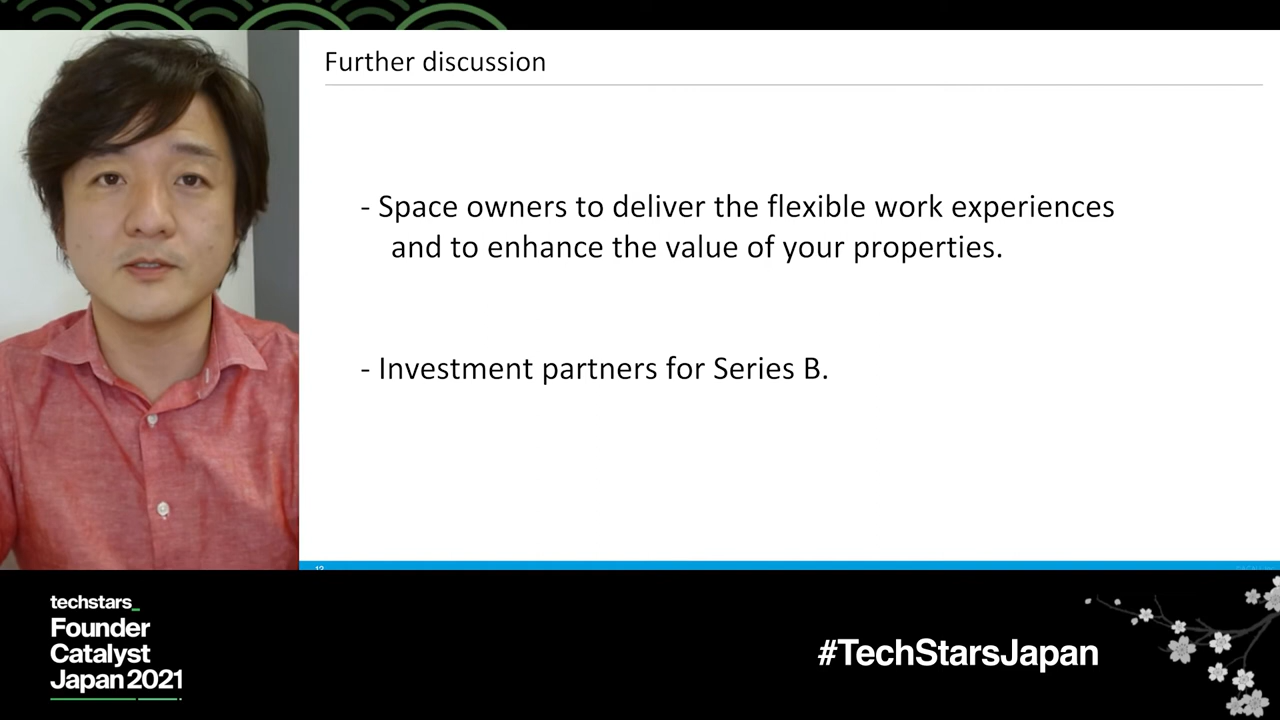 Further discussion
- Space owners to deliver the flexible work experiences
and to enhance the value of your properties.
- Investment partners for Series B.
techstars_
Founder
Catalyst
Japan 2021
#TechStarsJapan